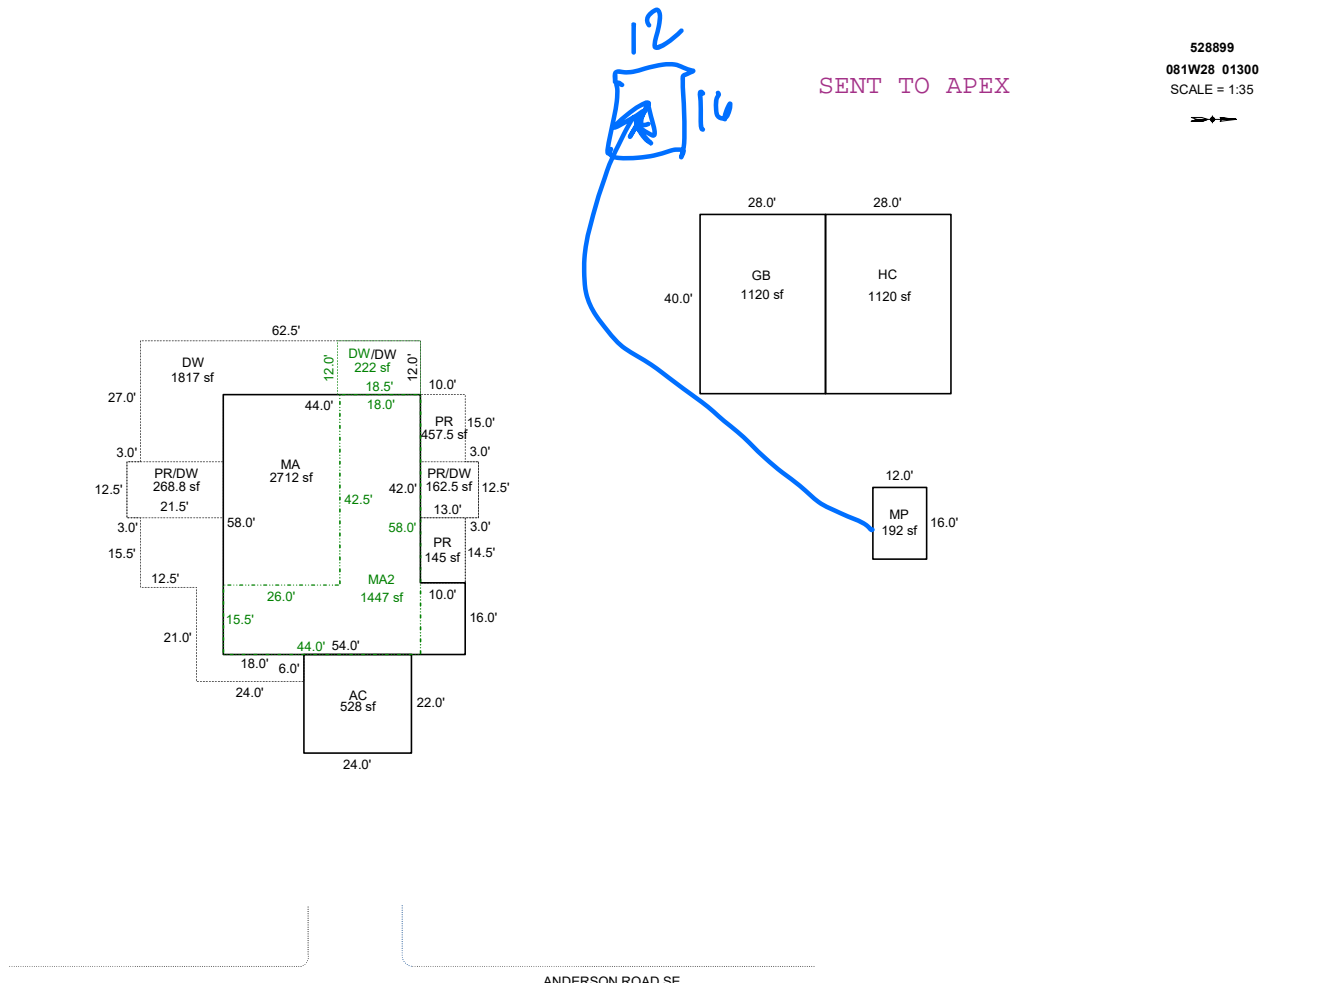 12
16
SENT TO APEX
528899
081W28 01300
SCALE = 1:35
28.0'
28.0'
GB
1120 sf
HC
1120 sf
40.0'
62.5'
DW
1817 sf
12.0'
DW/DW
222 sf
18.5'
12.0'
27.0'
44.0'
18.0'
10.0'
PR
457.5 sf
15.0'
3.0'
3.0'
PR/DW
268.8 sf
21.5'
12.5'
MA
2712 sf
42.5'
42.0'
PR/DW
162.5 sf
13.0'
12.5'
3.0'
58.0'
58.0'
3.0'
15.5'
PR
145 sf
14.5'
12.5'
26.0'
MA2
1447 sf
10.0'
15.5'
16.0'
21.0'
44.0'
54.0'
18.0'
6.0'
24.0'
AC
528 sf
22.0'
24.0'
12.0'
MP
192 sf
16.0'
ANDERSON ROAD SE